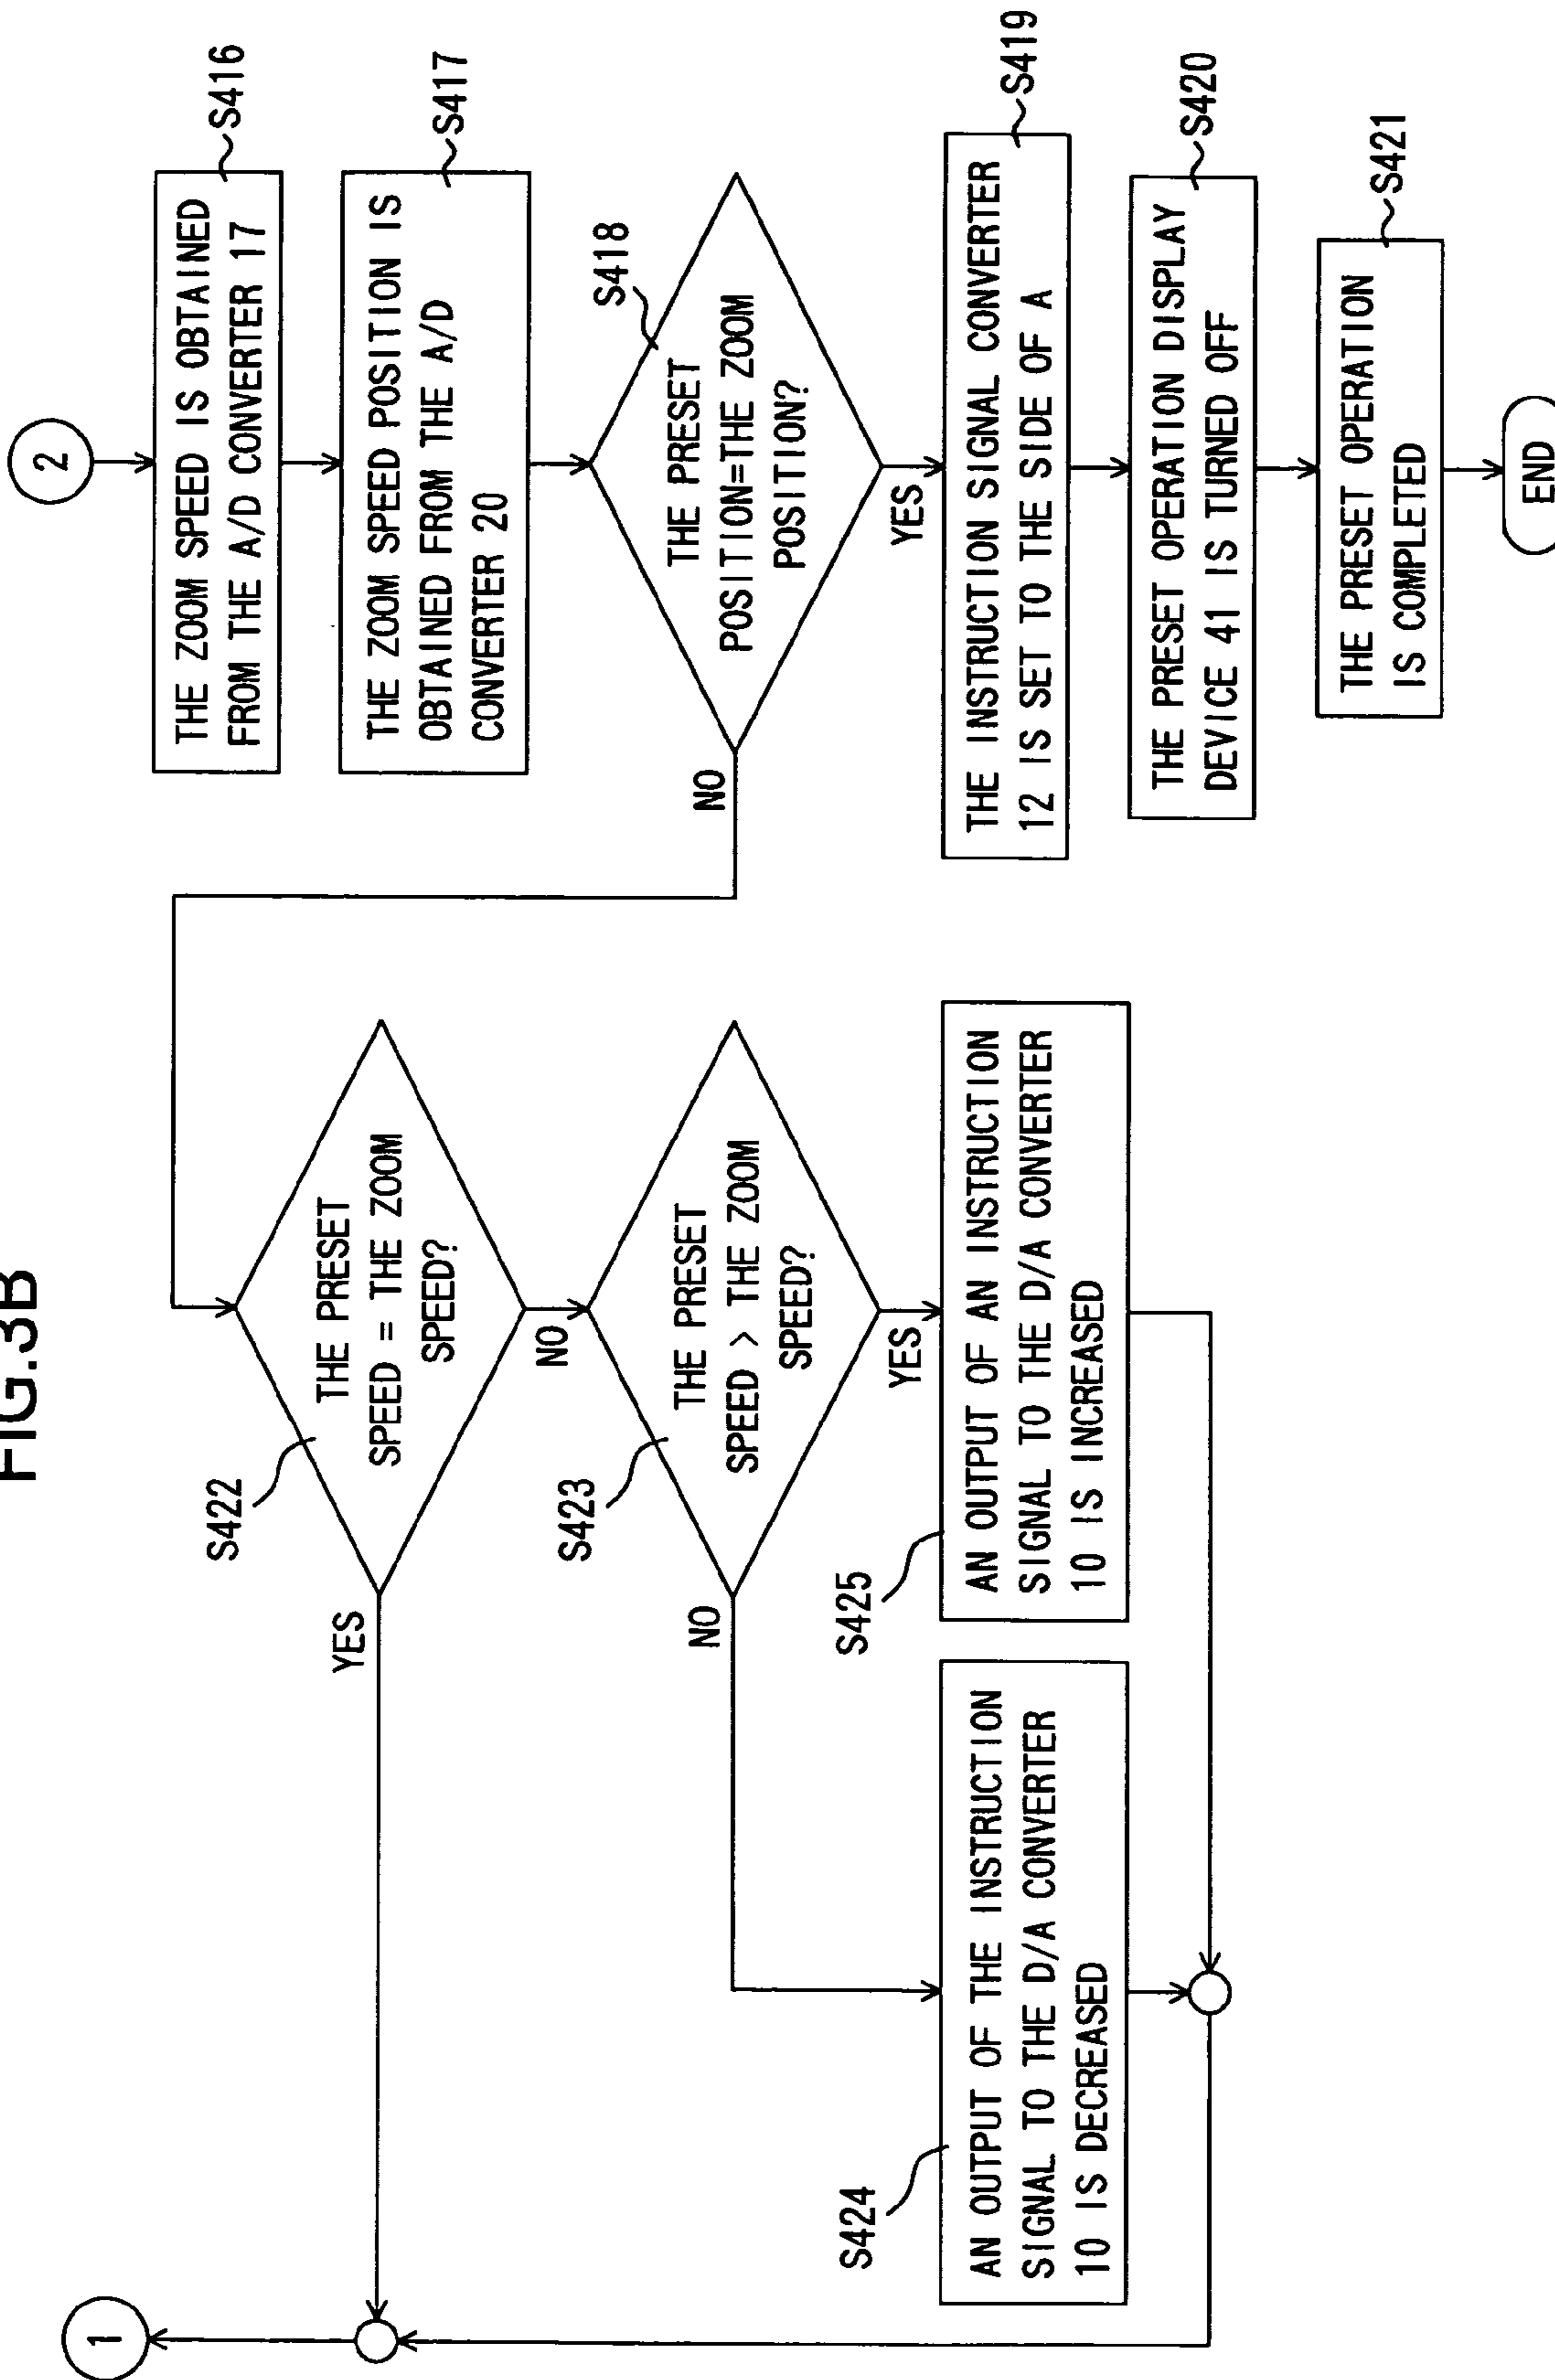 FIG.3B
2
THE ZOOM SPEED IS OBTAINED
FROM THE A/D CONVERTER 17
S416
THE ZOOM SPEED POSITION IS
OBTAINED FROM THE A/D
CONVERTER 20
S417
S418
THE PRESET
POSITION=THE ZOOM
POSITION?
NO
YES
THE INSTRUCTION SIGNAL CONVERTER
12 IS SET TO THE SIDE OF A
S419
THE PRESET OPERATION DISPLAY
DEVICE 41 IS TURNED OFF
S420
THE PRESET OPERATION
IS COMPLETED
S421
END
S422
THE PRESET
SPEED = THE ZOOM
SPEED?
YES
NO
S423
THE PRESET
SPEED > THE ZOOM
SPEED?
NO
YES
S425
AN OUTPUT OF AN INSTRUCTION
SIGNAL TO THE D/A CONVERTER
10 IS INCREASED
S424
AN OUTPUT OF THE INSTRUCTION
SIGNAL TO THE D/A CONVERTER
10 IS DECREASED
1